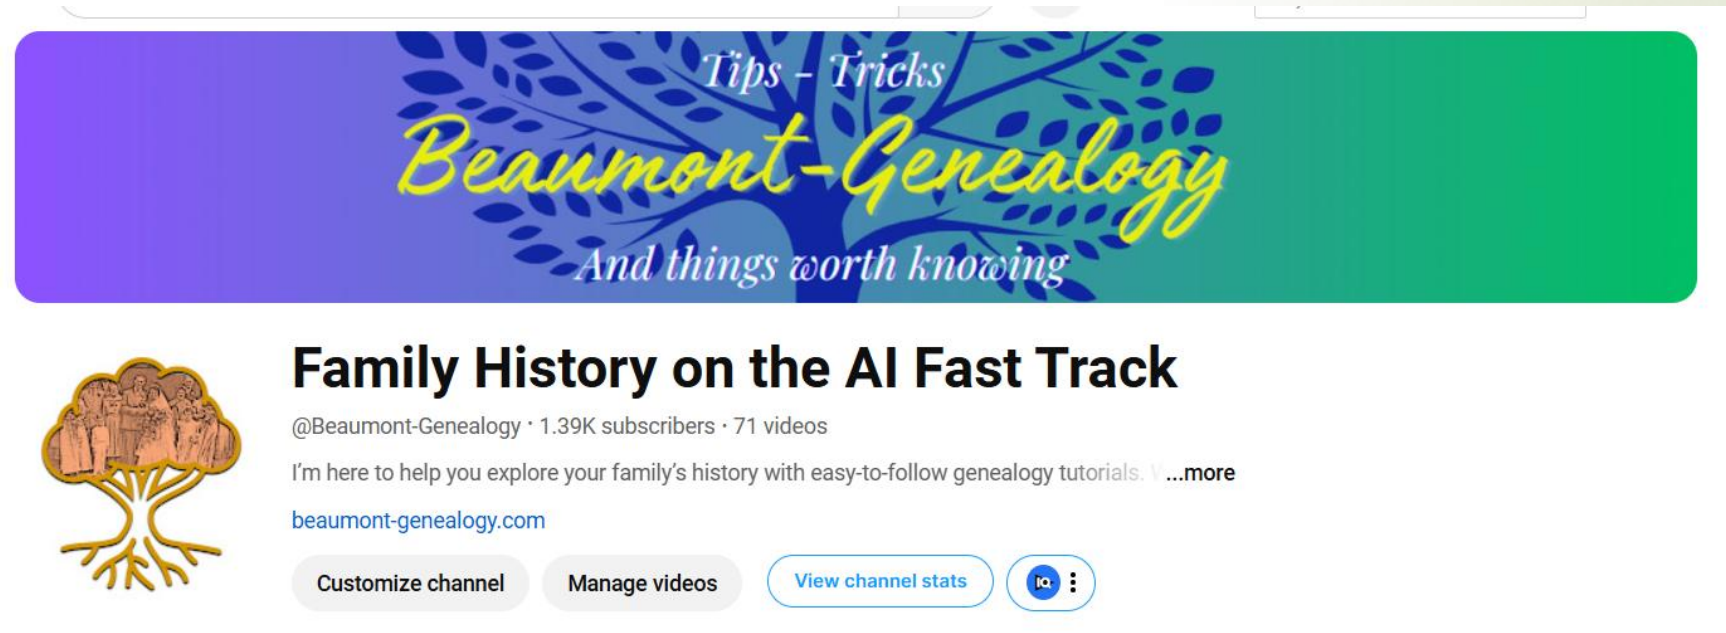 Tips - Tricks
Beaumont-Genealogy
And things worth knowing
Family History on the AI Fast Track
@Beaumont-Genealogy · 1.39K subscribers · 71 videos
I'm here to help you explore your family's history with easy-to-follow genealogy tutorials. ...more
beaumont-genealogy.com
Customize channel Manage videos View channel stats IQ